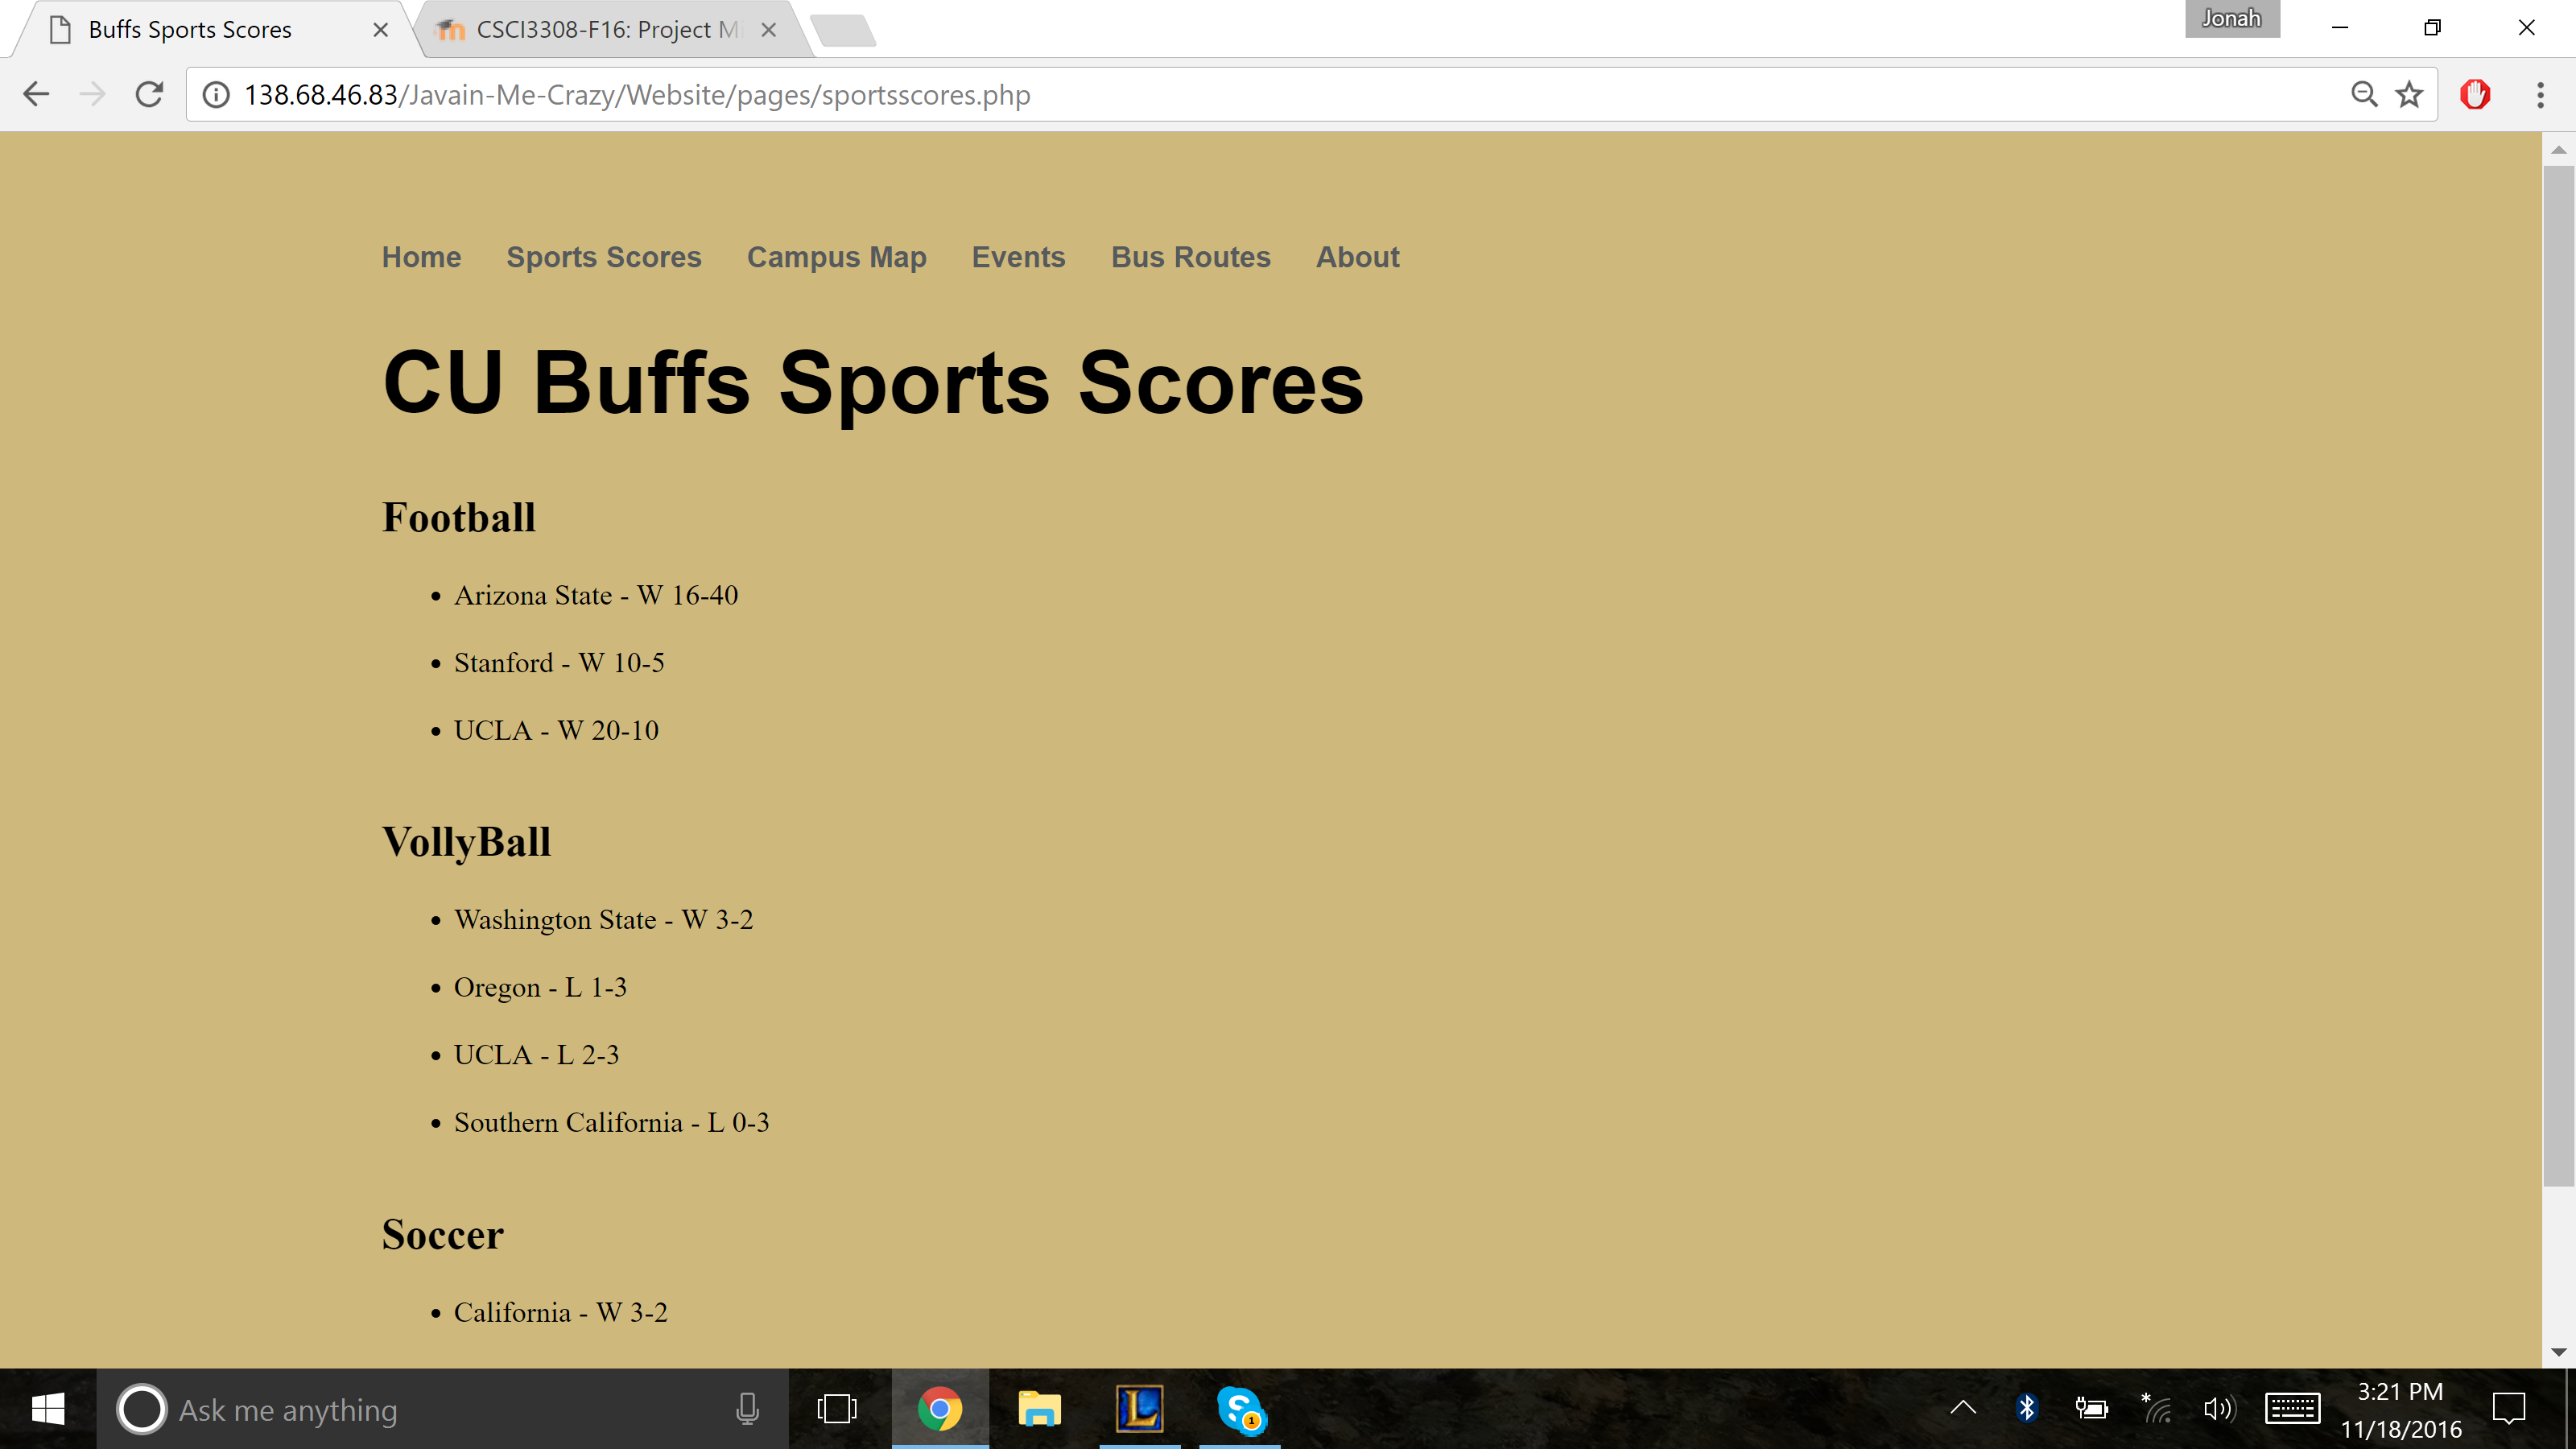 Buffs Sports Scores
CSCI3308-F16: Project M
Jonah
138.68.46.83/Javain-Me-Crazy/Website/pages/sportsscores.php
Home Sports Scores Campus Map Events Bus Routes About
CU Buffs Sports Scores
Football
• Arizona State - W 16-40
• Stanford - W 10-5
• UCLA - W 20-10
VollyBall
• Washington State - W 3-2
• Oregon - L 1-3
• UCLA - L 2-3
• Southern California - L 0-3
Soccer
• California - W 3-2
Ask me anything
L
S
1
3:21 PM
11/18/2016